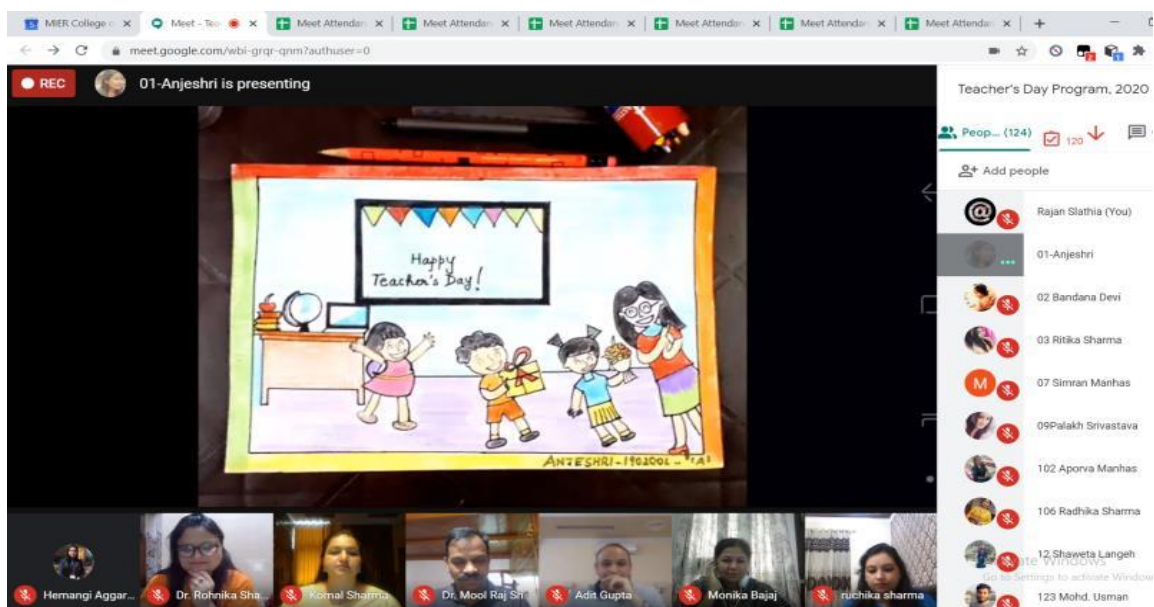 MIER College o
Meet - Tea
Meet Attendan
Meet Attendan
Meet Attendan
Meet Attendan
Meet Attendan
Meet Attendan
meet.google.com/wbi-grqr-qnm?authuser=0
REC
01-Anjeshri is presenting
Teacher's Day Program, 2020
Peop... (124)
120
Add people
Rajan Slathia (You)
01-Anjeshri
02 Bandana Devi
03 Ritika Sharma
M
07 Simran Manhas
09Palakh Srivastava
102 Aporva Manhas
106 Radhika Sharma
12 Shaweta Langeh
123 Mohd. Usman
Happy
Teacher's Day!
ANJESHRI-190200
Hemangi Aggar...
Dr. Rohnika Sha...
Komal Sharma
Dr. Mool Raj Sh
Adit Gupta
Monika Bajaj
ruchika sharma
Activate Windows
Go to Settings to activate Window